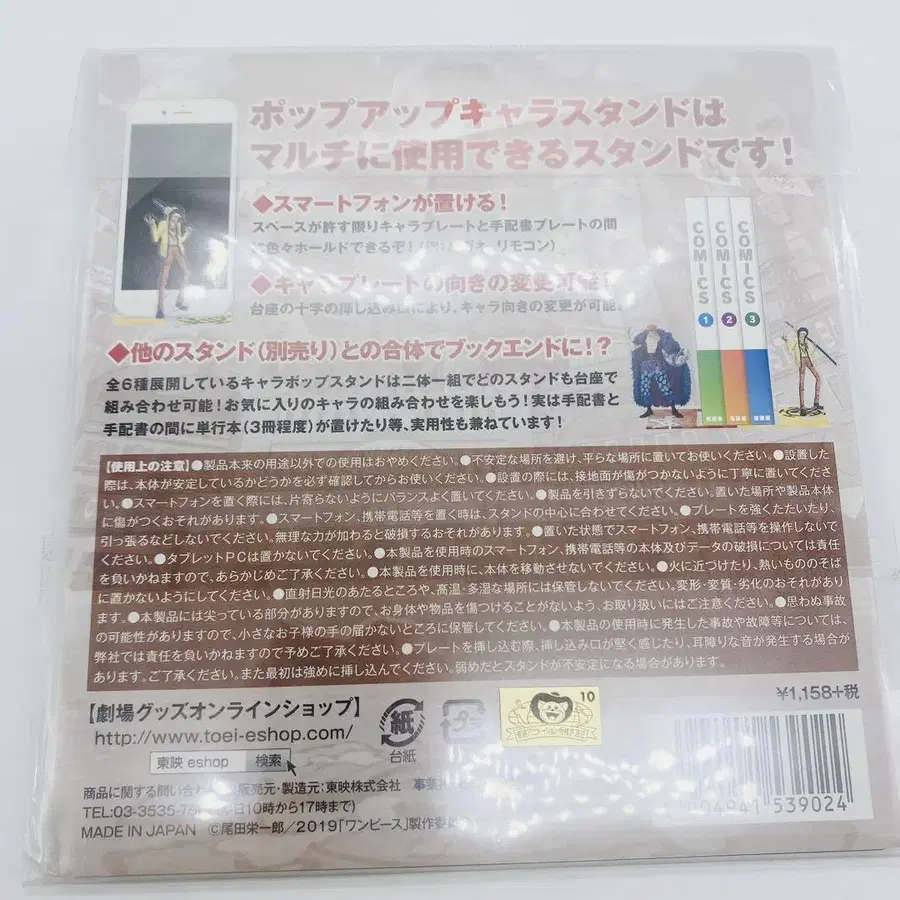 ポップアップキャラスタンドは
マルチに使用できるスタンドです!
◆スマートフォンが置ける!
スペースが許す限りキャラプレートと手配書プレートの間
に色々ホールドできるぞ! リモコン)
◆キャラプレートの向きの変更可能!
台座の十字の挿し込み口により、キャラ向きの変更が可能。
◆他のスタンド(別売り)との合体でブックエンドに!?
全6種展開しているキャラポップスタンドは二体一組でどのスタンドも台座で
組み合わせ可能!お気に入りのキャラの組み合わせを楽しもう!実は手配書と
手配書の間に単行本(3冊程度)が置けたり等、実用性も兼ねています!
COMICS 1
COMICS 2
COMICS 3
【使用上の注意】●製品本来の用途以外での使用はおやめください。●不安定な場所を避け、平らな場所に置いてお使いください。●設置した
際は、本体が安定しているかどうかを必ず確認してからお使いください。●設置の際には、接地面が傷がつかないように丁寧に置いてくださ
い。●スマートフォンを置く際には、片寄らないようにバランスよく置いてください。●製品を引きずらないでください。置いた場所や製品本体
に傷がつくおそれがあります。●スマートフォン、携帯電話等を置く時は、スタンドの中心に合わせてください。●プレートを強くたたいたり、
引っ張るなどしないでください。無理な力が加わると破損するおそれがあります。●置いた状態でスマートフォン、携帯電話等を操作しないで
ください。●タブレットPCは置かないでください。●本製品を使用時のスマートフォン、携帯電話等の本体及びデータの破損については責任
を負いかねますので、あらかじめご了承ください。●本製品を使用時に、本体を移動させないでください。●火に近づけたり、熱いもののそば
に置かないようにしてください。●直射日光のあたるところや、高温・多湿な場所には保管しないでください。変形・変質・劣化のおそれがあり
ます。●本製品には尖っている部分がありますので、お身体や物品を傷つけることがないよう、お取り扱いにはご注意ください。●思わぬ事故
の可能性がありますので、小さなお子様の手の届かないところに保管してください。●本製品の使用時に発生した事故や故障等については、
弊社では責任を負いかねますので予めご了承ください。●プレートを挿し込む際、挿し込み口が堅く感じたり、耳障りな音が発生する場合が
あります。ご了承ください。また最初は強めに挿し込んでください。弱めだとスタンドが不安定になる場合があります。
¥1,158+税
【劇場グッズオンラインショップ】
http://www.toei-eshop.com/
東映 eshop 検索
紙
台紙
プラ
10
商品に関する問い合わ 販売元・製造元:東映株式会社 事業
TEL:03-3535-75 日10時から17時まで)
MADE IN JAPAN ©尾田栄一郎/2019「ワンピース」製作委
539024